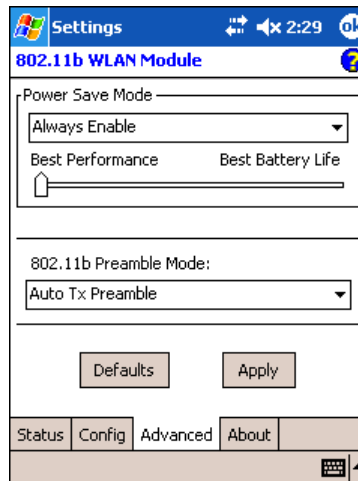 Settings 2:29 ok
802.11b WLAN Module ?
Power Save Mode
Always Enable
Best Performance Best Battery Life
802.11b Preamble Mode:
Auto Tx Preamble
Defaults Apply
Status Config Advanced About